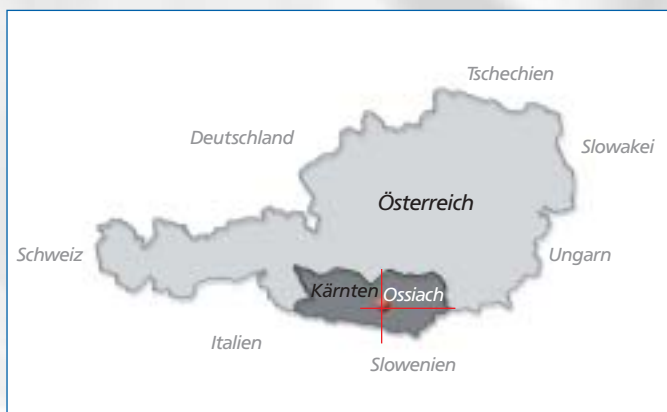 Tschechien
Deutschland
Slowakei
Österreich
Schweiz
Ungarn
Kärnten Ossiach
Italien
Slowenien